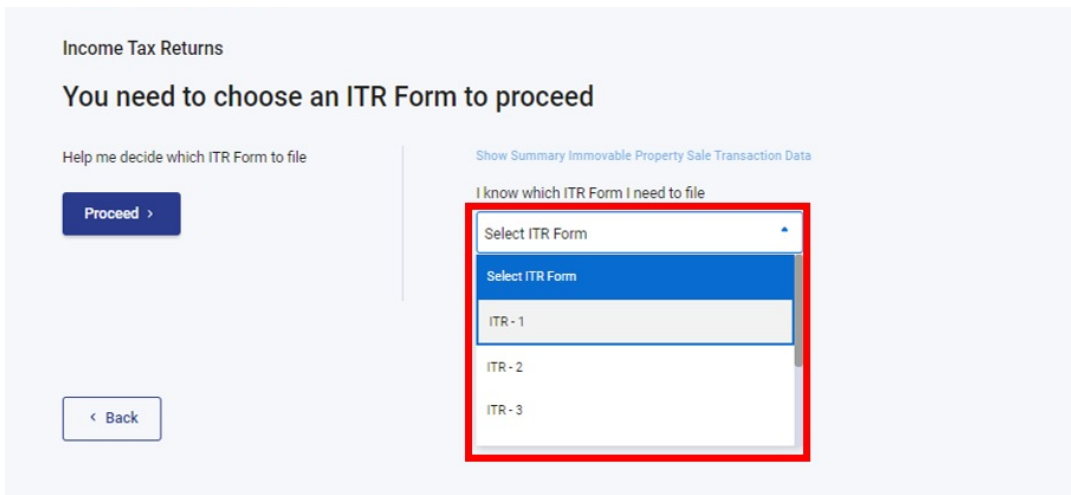 Income Tax Returns
You need to choose an ITR Form to proceed
Help me decide which ITR Form to file
Proceed >
Show Summary Immovable Property Sale Transaction Data
I know which ITR Form I need to file
Select ITR Form
Select ITR Form
ITR - 1
ITR - 2
ITR - 3
< Back